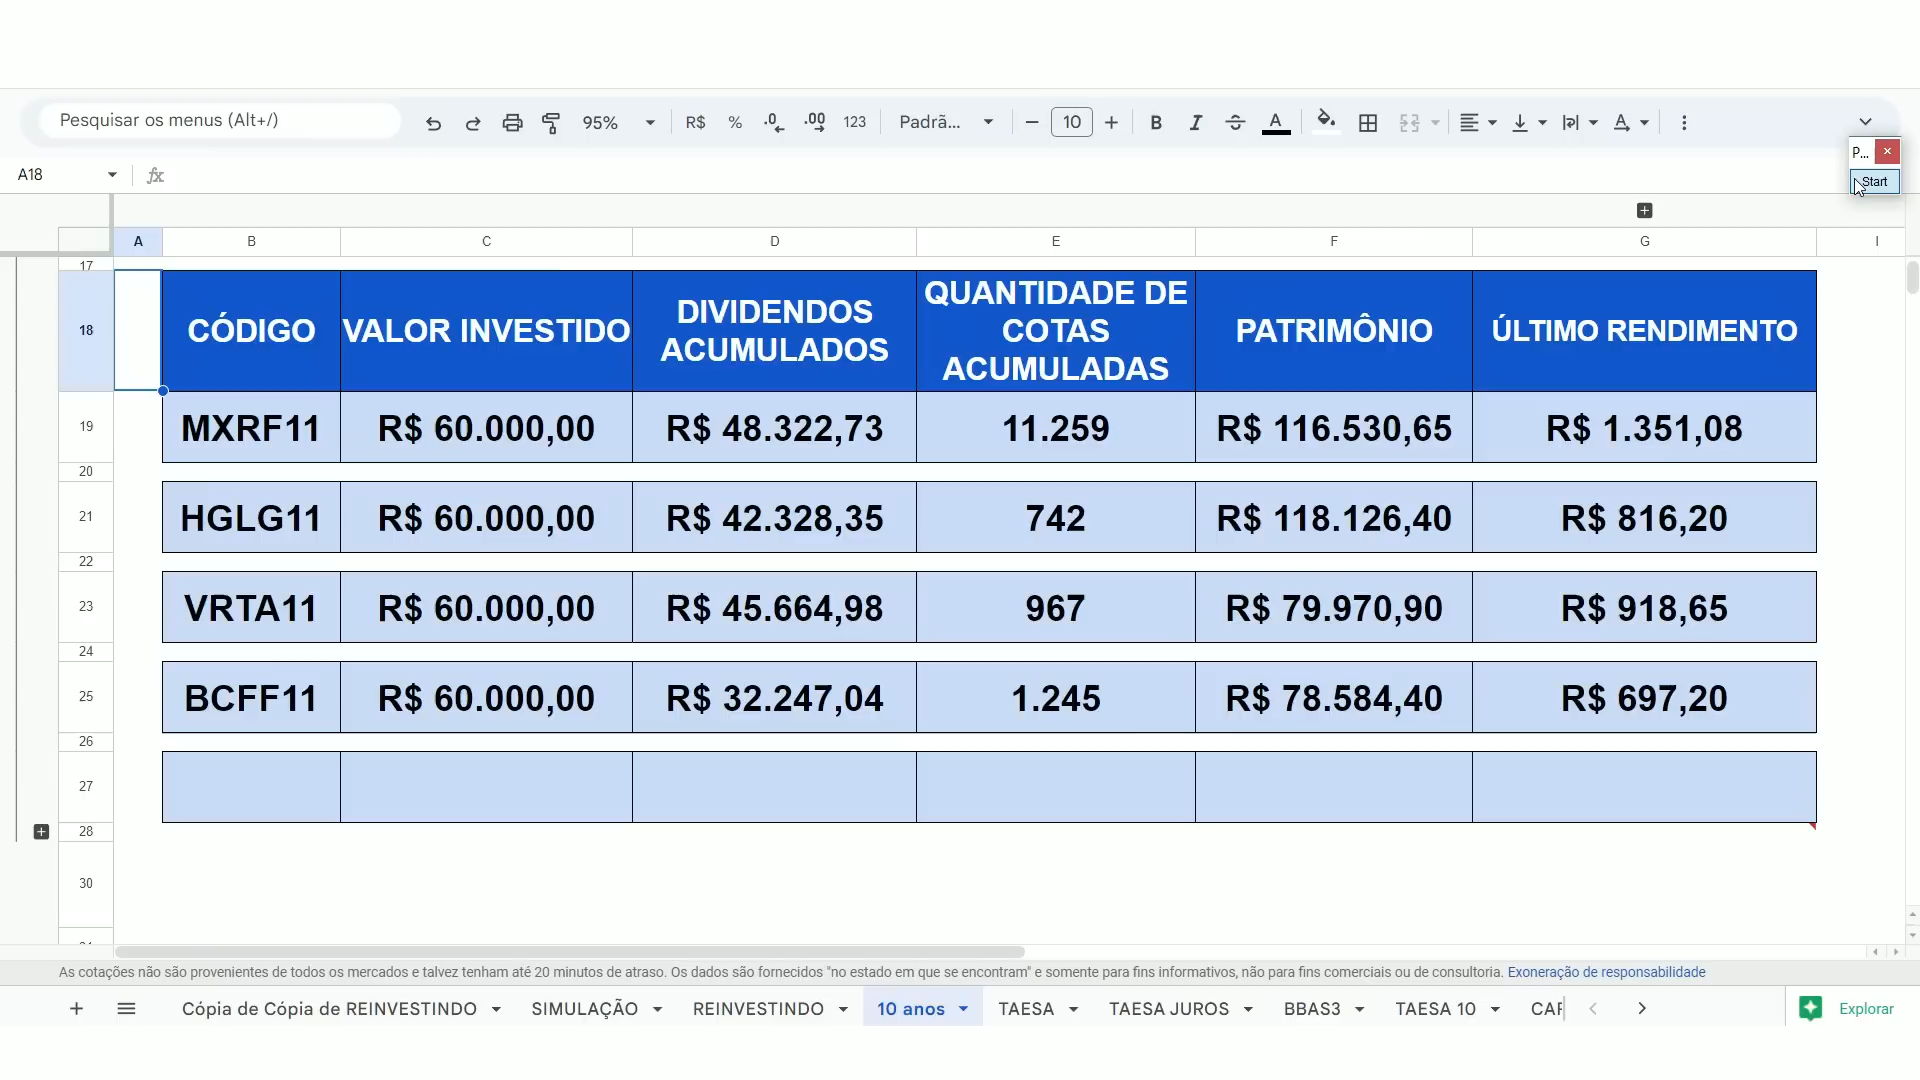 Pesquisar os menus (Alt+/)
95%
R$
%
.0
.00
123
Padrã...
10
B
I
A
A
P...
Start
A18
fx
A B C D E F G I
17
18 CÓDIGO VALOR INVESTIDO DIVIDENDOS ACUMULADOS QUANTIDADE DE COTAS ACUMULADAS PATRIMÔNIO ÚLTIMO RENDIMENTO
19 MXRF11 R$ 60.000,00 R$ 48.322,73 11.259 R$ 116.530,65 R$ 1.351,08
20
21 HGLG11 R$ 60.000,00 R$ 42.328,35 742 R$ 118.126,40 R$ 816,20
22
23 VRTA11 R$ 60.000,00 R$ 45.664,98 967 R$ 79.970,90 R$ 918,65
24
25 BCFF11 R$ 60.000,00 R$ 32.247,04 1.245 R$ 78.584,40 R$ 697,20
26
27
28
30
As cotações não são provenientes de todos os mercados e talvez tenham até 20 minutos de atraso. Os dados são fornecidos "no estado em que se encontram" e somente para fins informativos, não para fins comerciais ou de consultoria. Exoneração de responsabilidade
Cópia de Cópia de REINVESTINDO SIMULAÇÃO REINVESTINDO 10 anos TAESA TAESA JUROS BBAS3 TAESA 10 Explorar